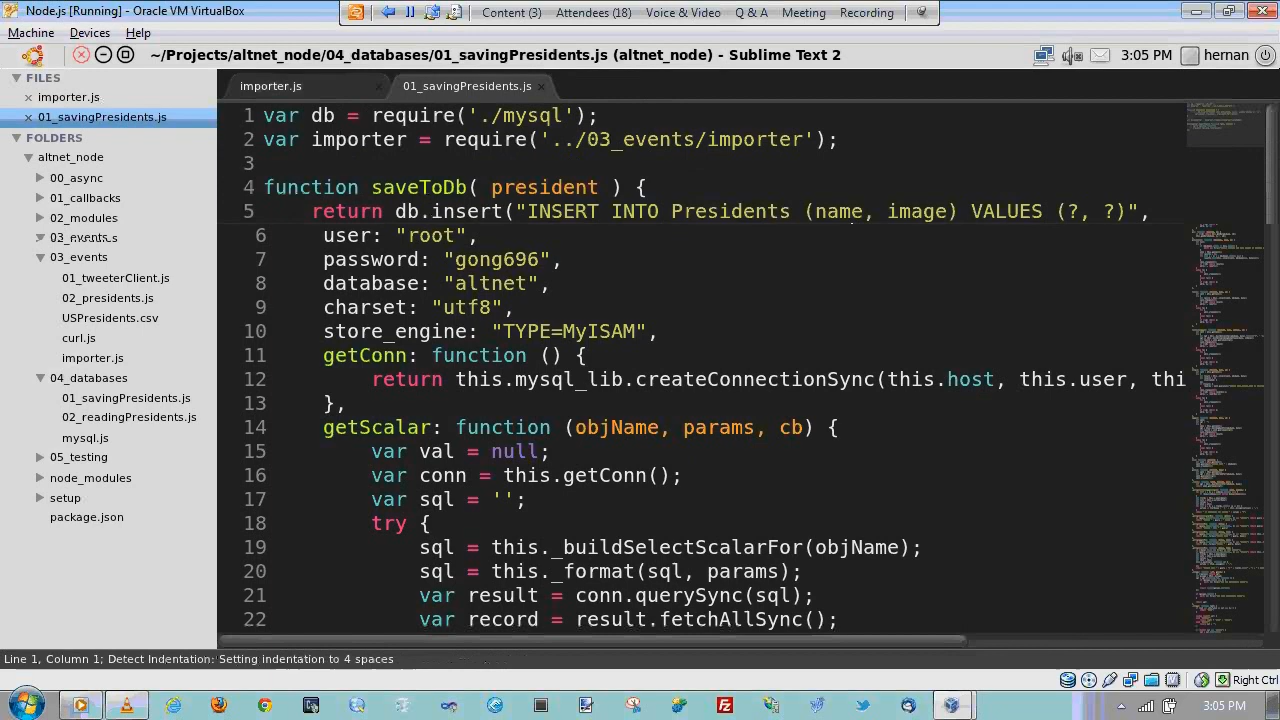 Node.js [Running] - Oracle VM VirtualBox
Content (3) Attendees (18) Voice & Video Q & A Meeting Recording
Machine Devices Help
~/Projects/altnet_node/04_databases/01_savingPresidents.js (altnet_node) - Sublime Text 2
3:05 PM hernan
FILES
importer.js
01_savingPresidents.js
FOLDERS
altnet_node
00_async
01_callbacks
02_modules
03_events
03_events
01_twitterClient.js
02_presidents.js
USPresidents.csv
curl.js
importer.js
04_databases
01_savingPresidents.js
02_savingPresidents.js
mysql.js
05_testing
node_modules
setup
package.json
importer.js × 01_savingPresidents.js ×
1 var db = require('./mysql');
2 var importer = require('../03_events/importer');
3
4 function saveToDb( president ) {
5 return db.insert("INSERT INTO Presidents (name, image) VALUES (?, ?)",
6 user: "root",
7 password: "gong696",
8 database: "altnet",
9 charset: "utf8",
10 store_engine: "TYPE=MyISAM",
11 getConn: function () {
12 return this.mysql_lib.createConnectionSync(this.host, this.user, thi
13 },
14 getScalar: function (objName, params, cb) {
15 var val = null;
16 var conn = this.getConn();
17 var sql = '';
18 try {
19 sql = this._buildSelectScalarFor(objName);
20 sql = this._format(sql, params);
21 var result = conn.querySync(sql);
22 var record = result.fetchAllSync();
Line 1, Column 1; Detect Indentation: Setting indentation to 4 spaces
Right Ctrl
3:05 PM